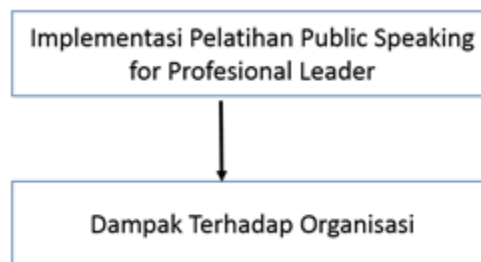 Implementasi Pelatihan Public Speaking
for Profesional Leader
Dampak Terhadap Organisasi